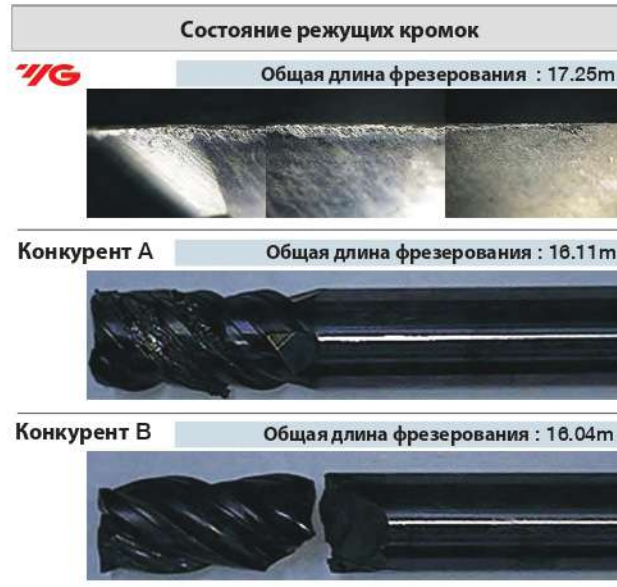 Состояние режущих кромок
YG
Общая длина фрезерования : 17.25m
Конкурент A
Общая длина фрезерования : 16.11m
Конкурент B
Общая длина фрезерования : 16.04m